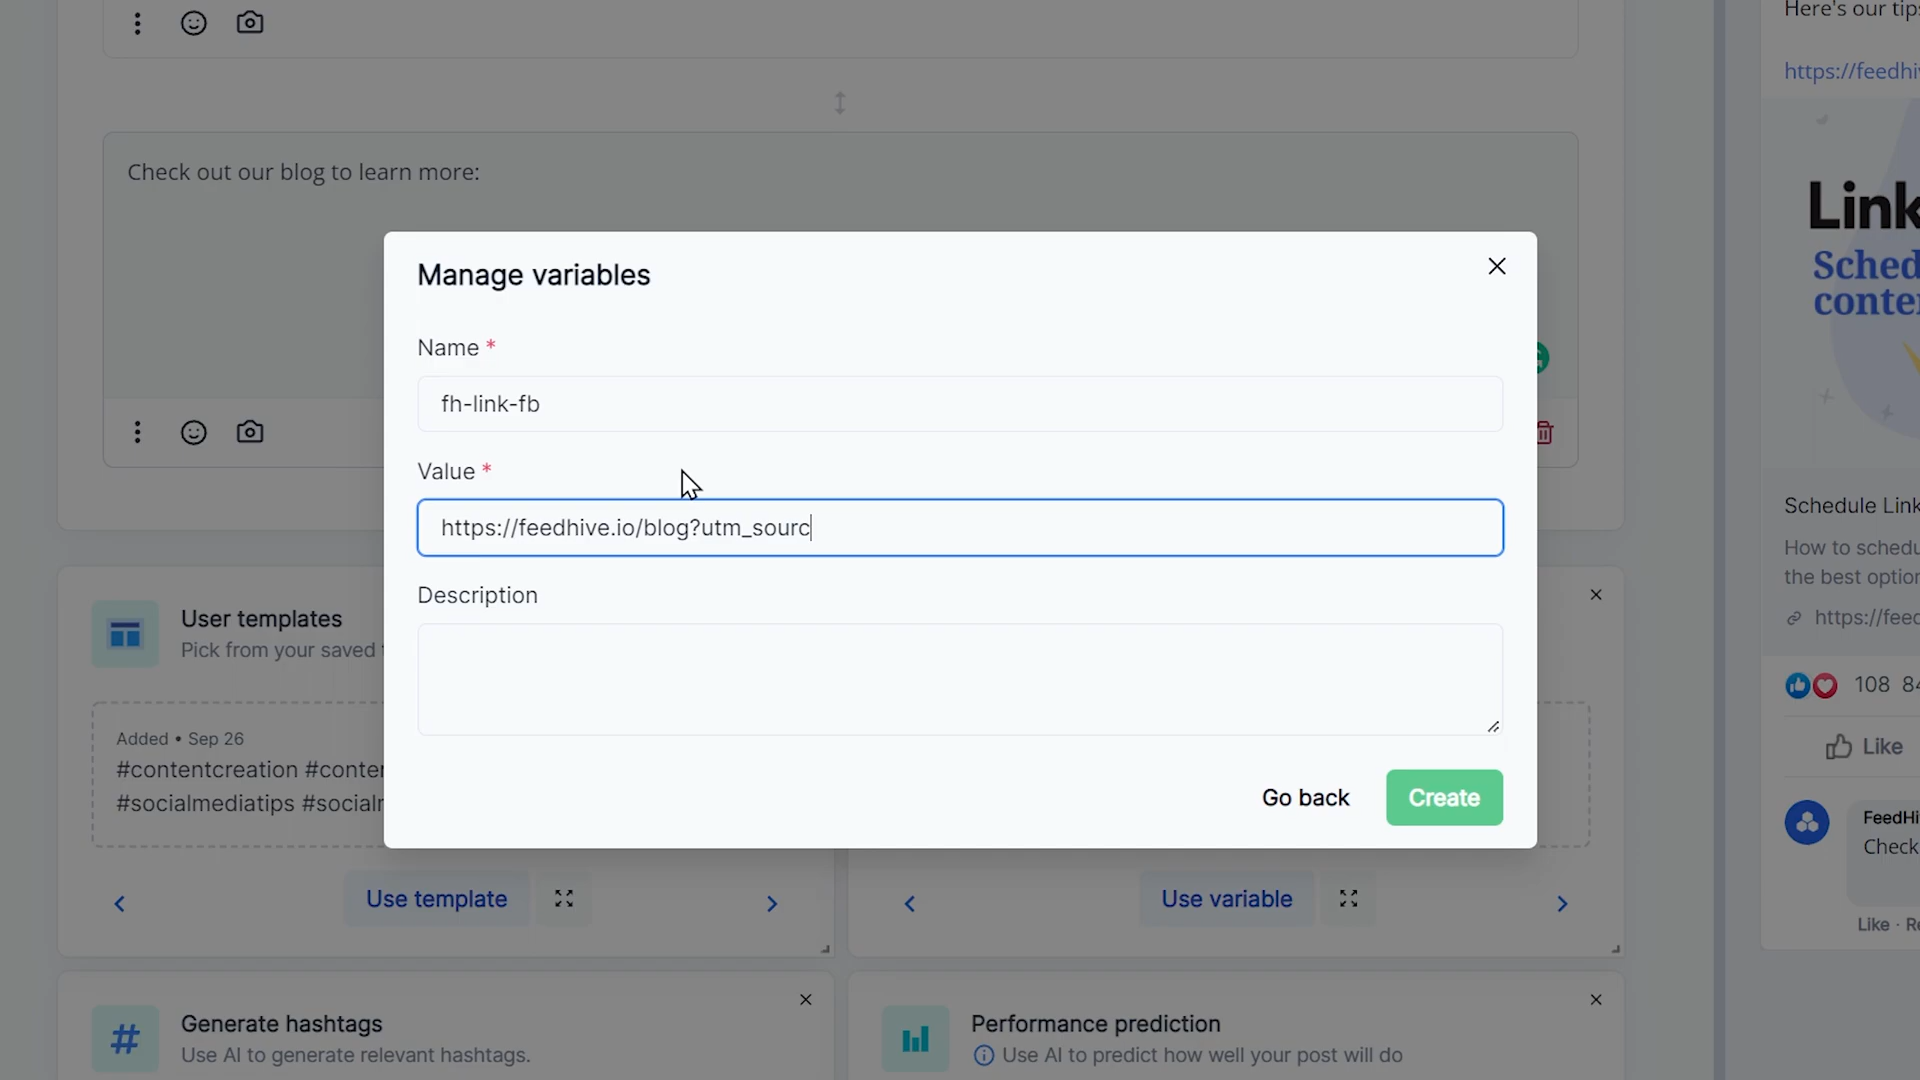 Here's our
https://feedhi
Check out our blog to learn more:
Link
Sched
conte
Manage variables
Name *
fh-link-fb
Value *
https://feedhive.io/blog?utm_sourc
Description
Go back
Create
Schedule Link
How to schedu
the best option
https://feed
108 84
Like
FeedHi
Check
Like · Re
User templates
Pick from your saved
Added • Sep 26
#contentcreation #conten
#socialmediatips #social
Use template
Use variable
Generate hashtags
Use AI to generate relevant hashtags.
Performance prediction
Use AI to predict how well your post will do